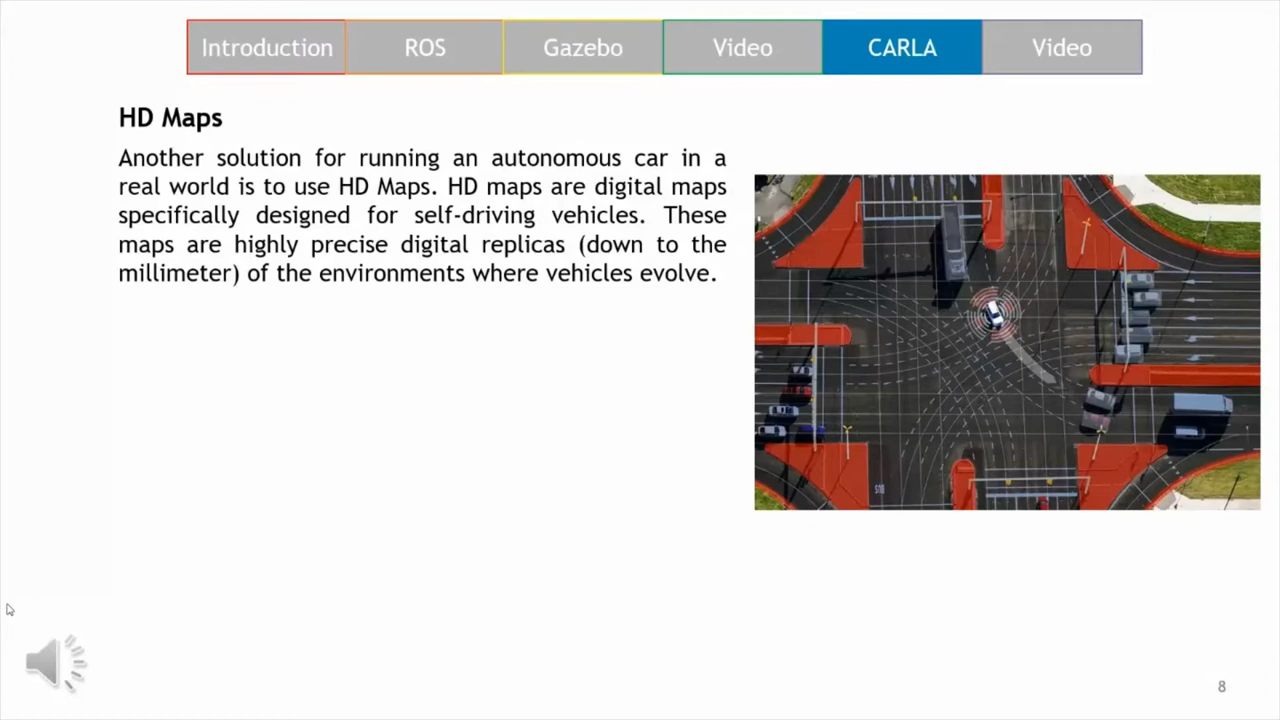 Introduction ROS Gazebo Video CARLA Video
HD Maps
Another solution for running an autonomous car in a
real world is to use HD Maps. HD maps are digital maps
specifically designed for self-driving vehicles. These
maps are highly precise digital replicas (down to the
millimeter) of the environments where vehicles evolve.
8